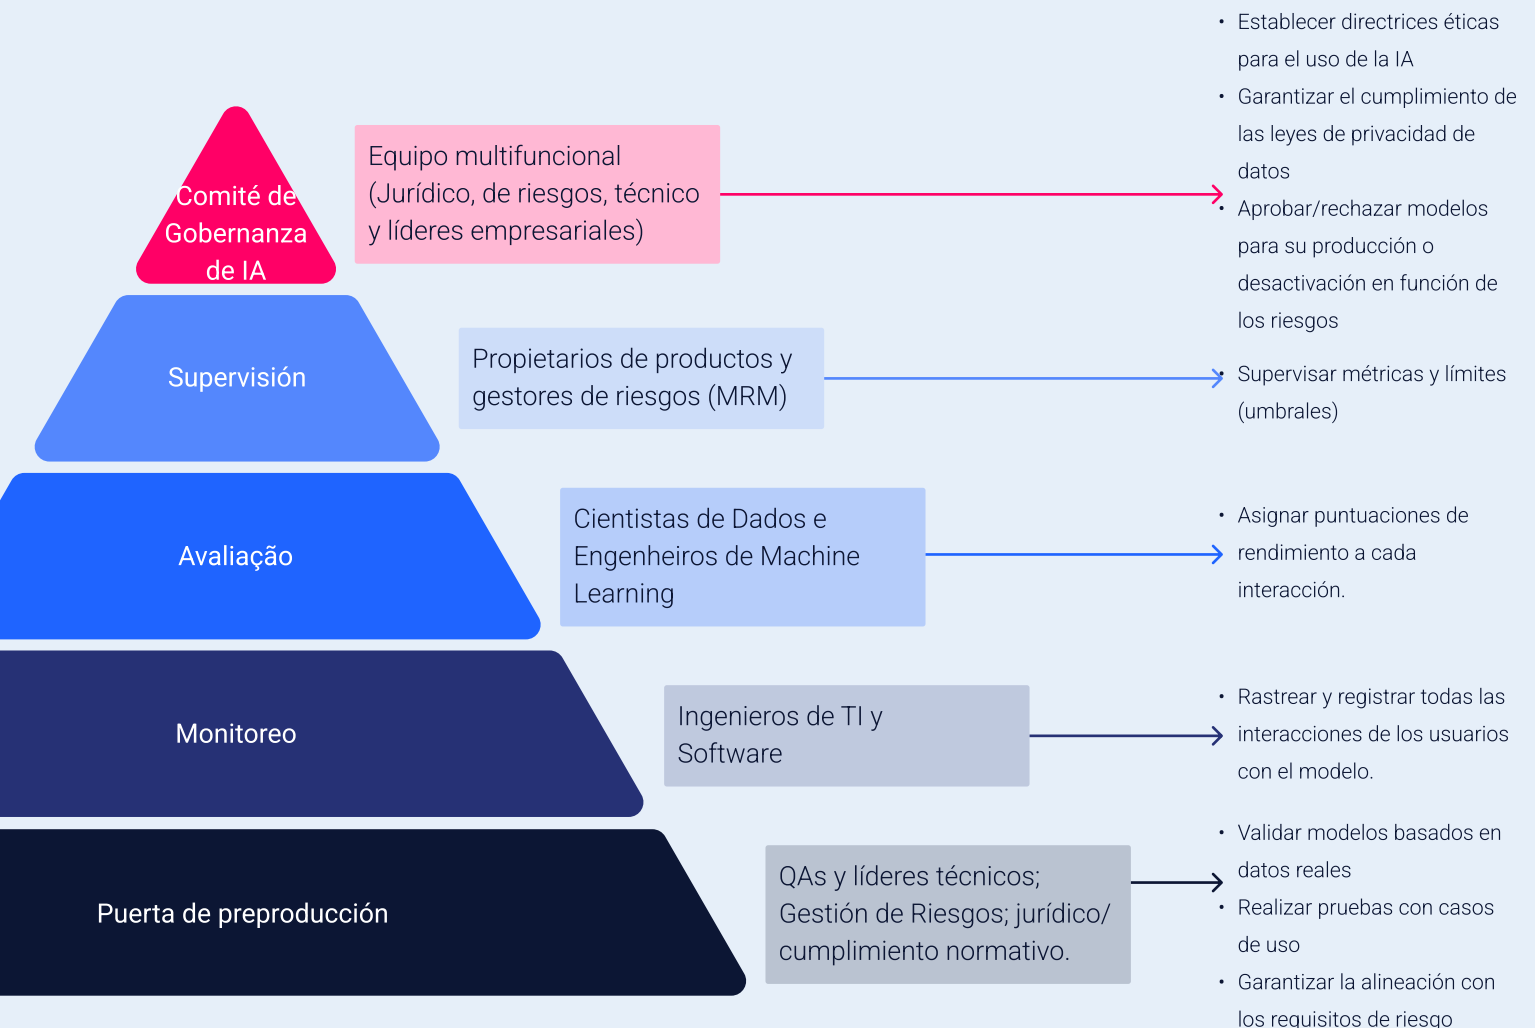 Comité de
Gobernanza
de IA
Equipo multifuncional
(Jurídico, de riesgos, técnico
y líderes empresariales)
• Establecer directrices éticas
para el uso de la IA
• Garantizar el cumplimiento de
las leyes de privacidad de
datos
• Aprobar/rechazar modelos
para su producción o
desactivación en función de
los riesgos
Supervisión
Propietarios de productos y
gestores de riesgos (MRM)
• Supervisar métricas y límites
(umbrales)
Avaliação
Cientistas de Dados e
Engenheiros de Machine
Learning
• Asignar puntuaciones de
rendimiento a cada
interacción.
Monitoreo
Ingenieros de TI y
Software
• Rastrear y registrar todas las
interacciones de los usuarios
con el modelo.
Puerta de preproducción
QAs y líderes técnicos;
Gestión de Riesgos; jurídico/
cumplimiento normativo.
• Validar modelos basados en
datos reales
• Realizar pruebas con casos
de uso
• Garantizar la alineación con
los requisitos de riesgo